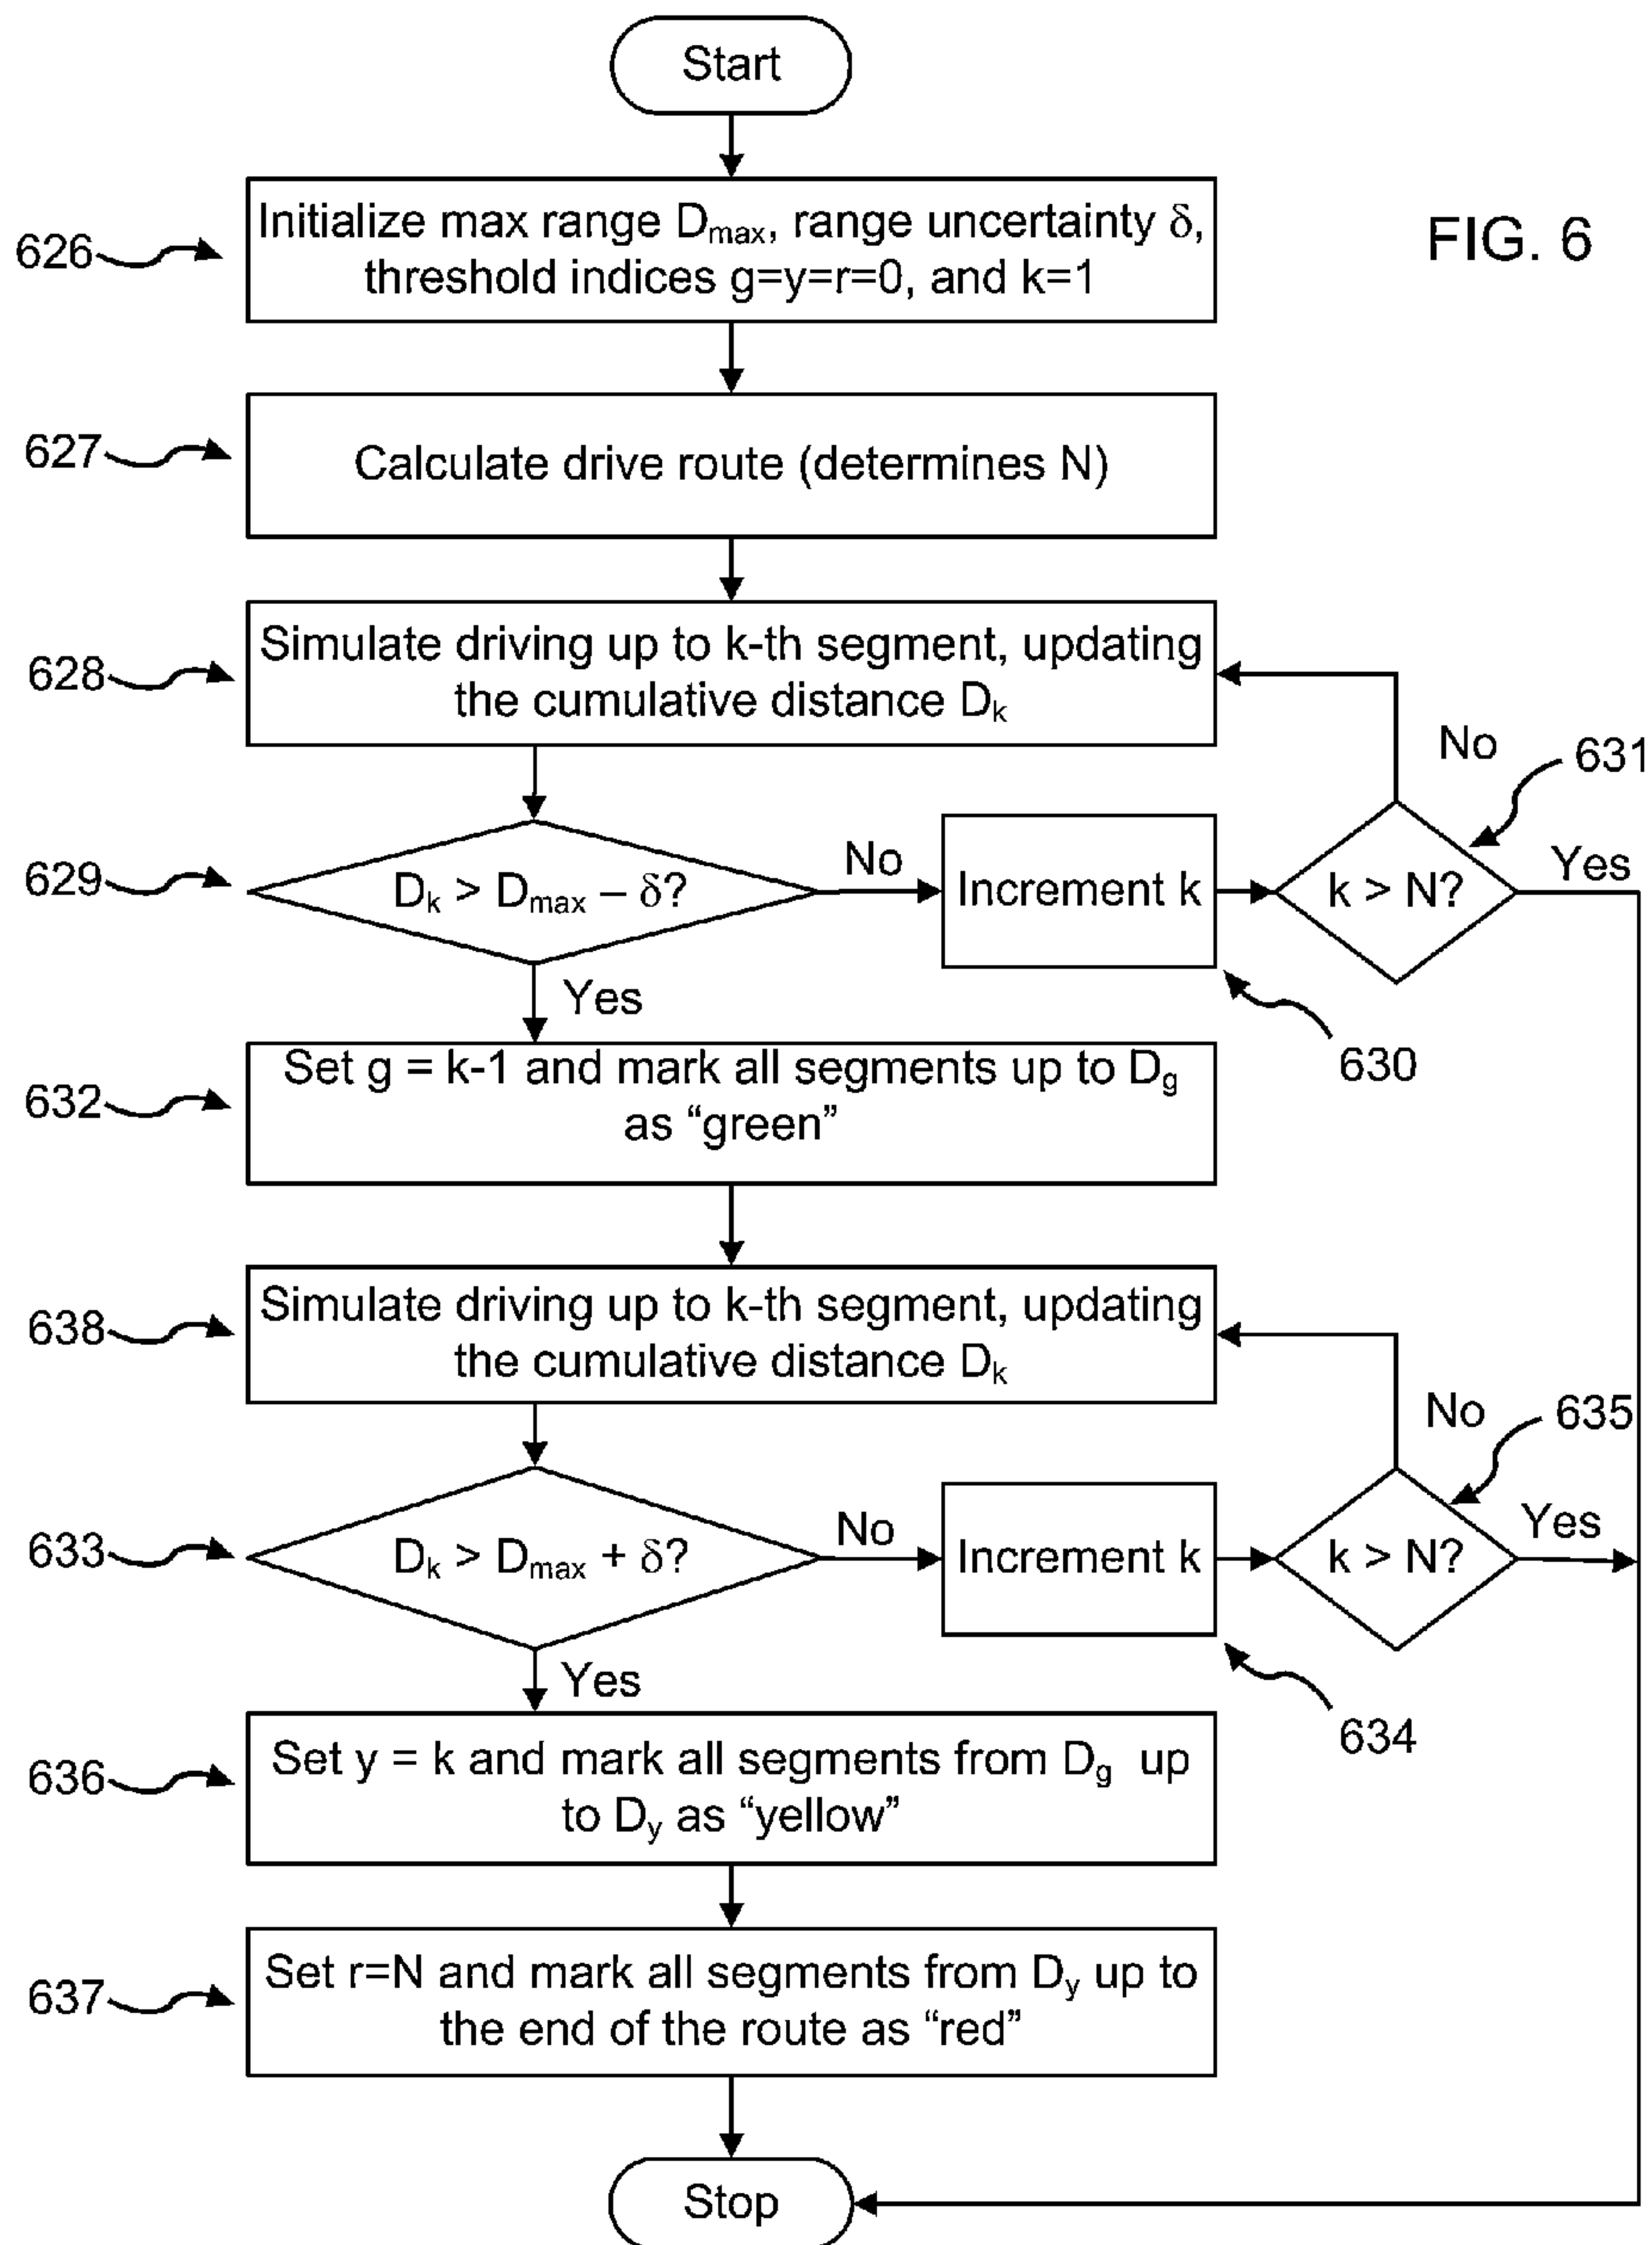 Start
FIG. 6
626
Initialize max range Dmax, range uncertainty δ,
threshold indices g=y=r=0, and k=1
627
Calculate drive route (determines N)
628
Simulate driving up to k-th segment, updating
the cumulative distance Dk
No
631
629
Dk > Dmax – δ?
No
Increment k
k > N?
Yes
Yes
630
632
Set g = k-1 and mark all segments up to Dg
as “green”
638
Simulate driving up to k-th segment, updating
the cumulative distance Dk
No
635
633
Dk > Dmax + δ?
No
Increment k
k > N?
Yes
Yes
634
636
Set y = k and mark all segments from Dg up
to Dy as “yellow”
637
Set r=N and mark all segments from Dy up to
the end of the route as “red”
Stop